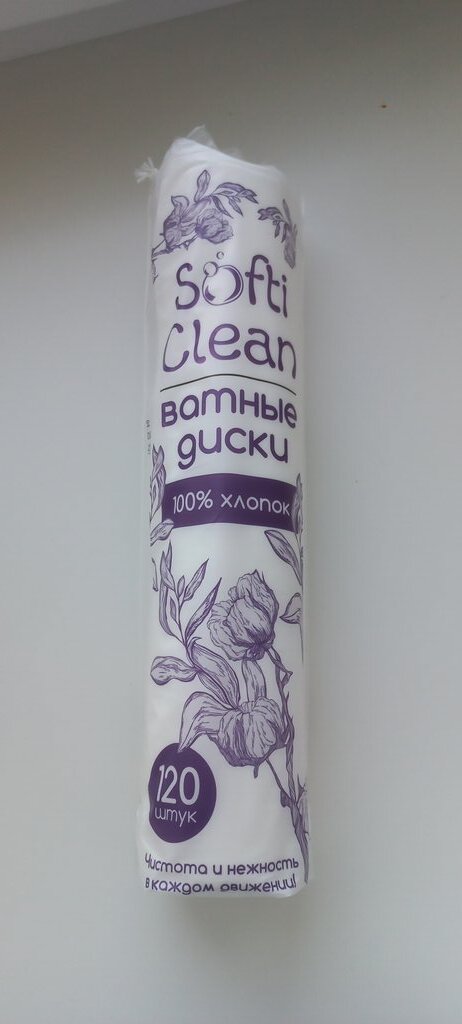 Softi
Clean
ватные
диски
100% хлопок
120
штук
Чистота и нежность
в каждом движении!